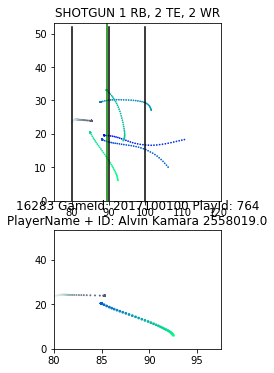 SHOTGUN 1 RB, 2 TE, 2 WR
50
40
30
20
10
0
80 90 100 110 120
16283 GameId: 2017100100 PlayId: 764
PlayerName + ID: Alvin Kamara 2558019.0
40
20
0
80 85 90 95